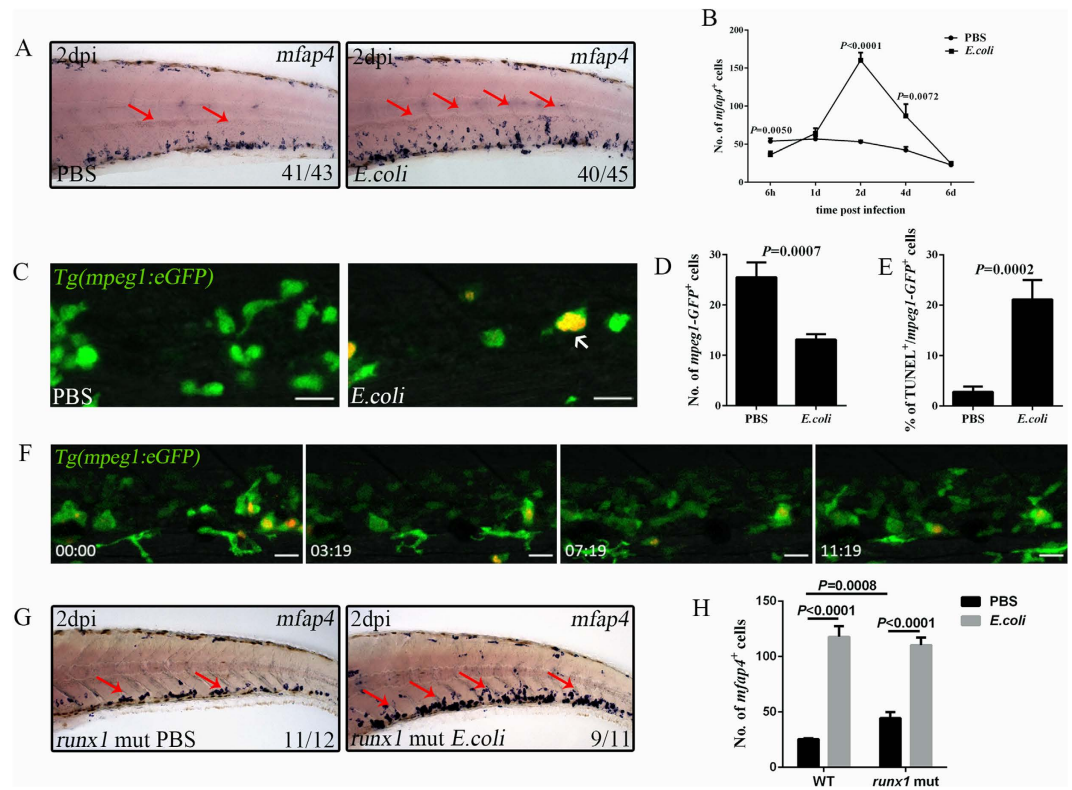 A
2dpi
mfap4
PBS
41/43
2dpi
mfap4
E.coli
40/45
B
No. of mfap4+ cells
200
150
100
50
0
P=0.0050
P<0.0001
P=0.0072
PBS
E.coli
6h 1d 2d 4d 6d
time post infection
C
Tg(mpeg1:eGFP)
PBS
E.coli
D
No. of mpeg1-GFP+ cells
30
20
10
0
P=0.0007
PBS E.coli
E
% of TUNEL+/mpeg1-GFP+ cells
30
20
10
0
P=0.0002
PBS E.coli
F
Tg(mpeg1:eGFP)
00:00
03:19
07:19
11:19
G
2dpi
mfap4
runx1 mut PBS
11/12
2dpi
mfap4
runx1 mut E.coli
9/11
H
No. of mfap4+ cells
150
100
50
0
P=0.0008
P<0.0001
P<0.0001
PBS
E.coli
WT runx1 mut